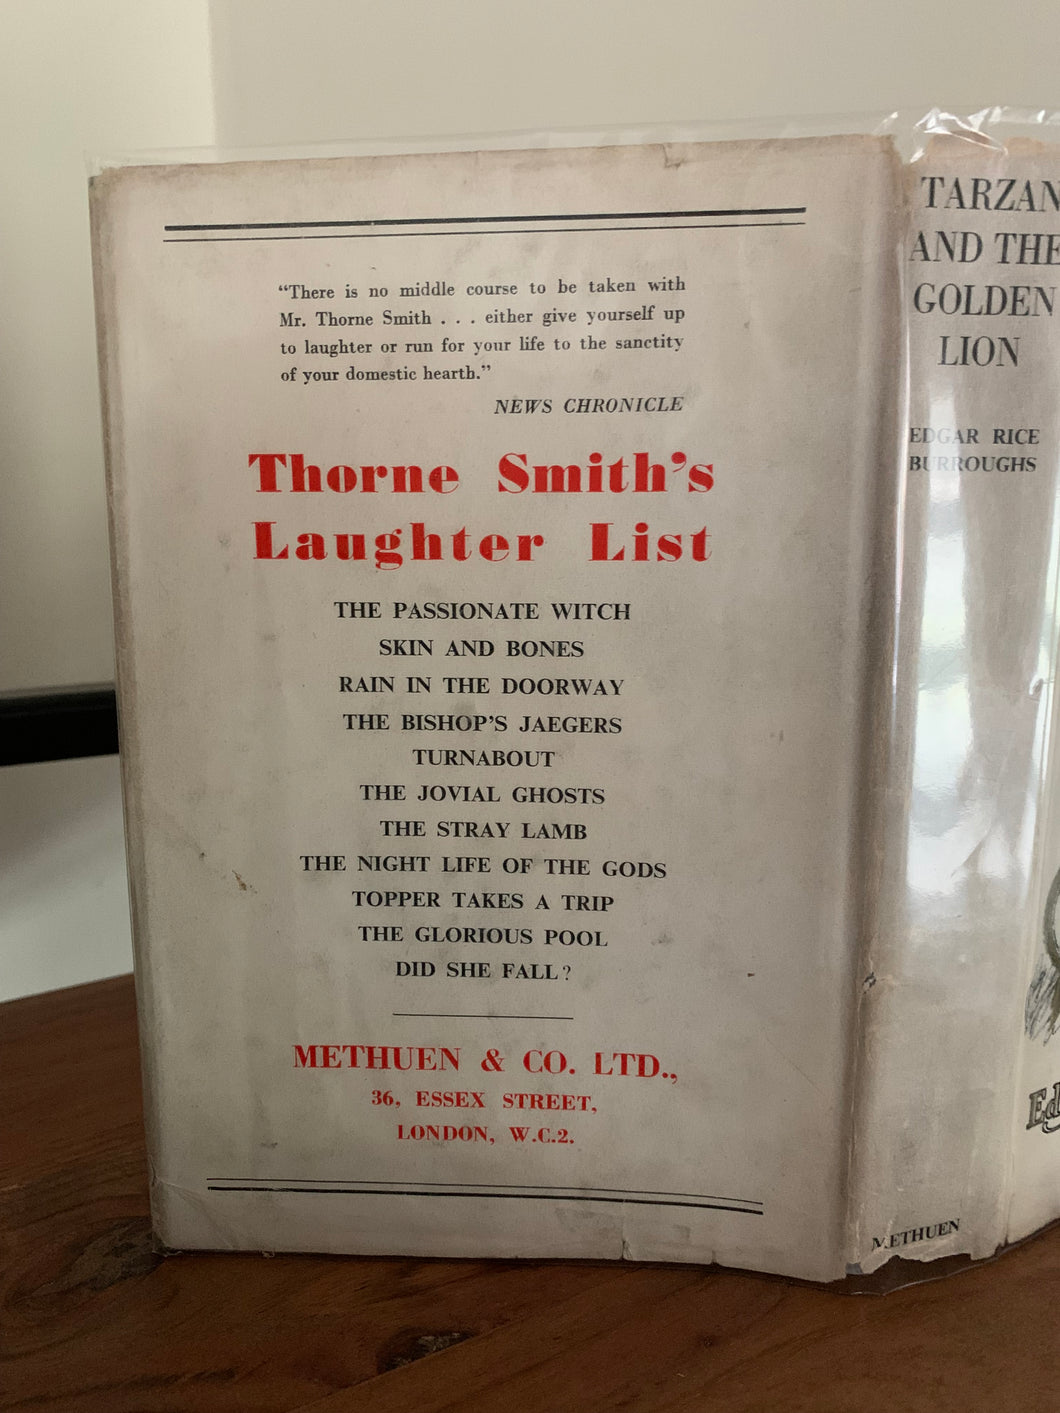 “There is no middle course to be taken with
Mr. Thorne Smith . . . either give yourself up
to laughter or run for your life to the sanctity
of your domestic hearth.”
NEWS CHRONICLE
Thorne Smith’s
Laughter List
THE PASSIONATE WITCH
SKIN AND BONES
RAIN IN THE DOORWAY
THE BISHOP’S JAEGERS
TURNABOUT
THE JOVIAL GHOSTS
THE STRAY LAMB
THE NIGHT LIFE OF THE GODS
TOPPER TAKES A TRIP
THE GLORIOUS POOL
DID SHE FALL?
METHUEN & CO. LTD.,
36, ESSEX STREET,
LONDON, W.C.2.
TARZAN
AND THE
GOLDEN
LION
EDGAR RICE
BURROUGHS
METHUEN
Ed